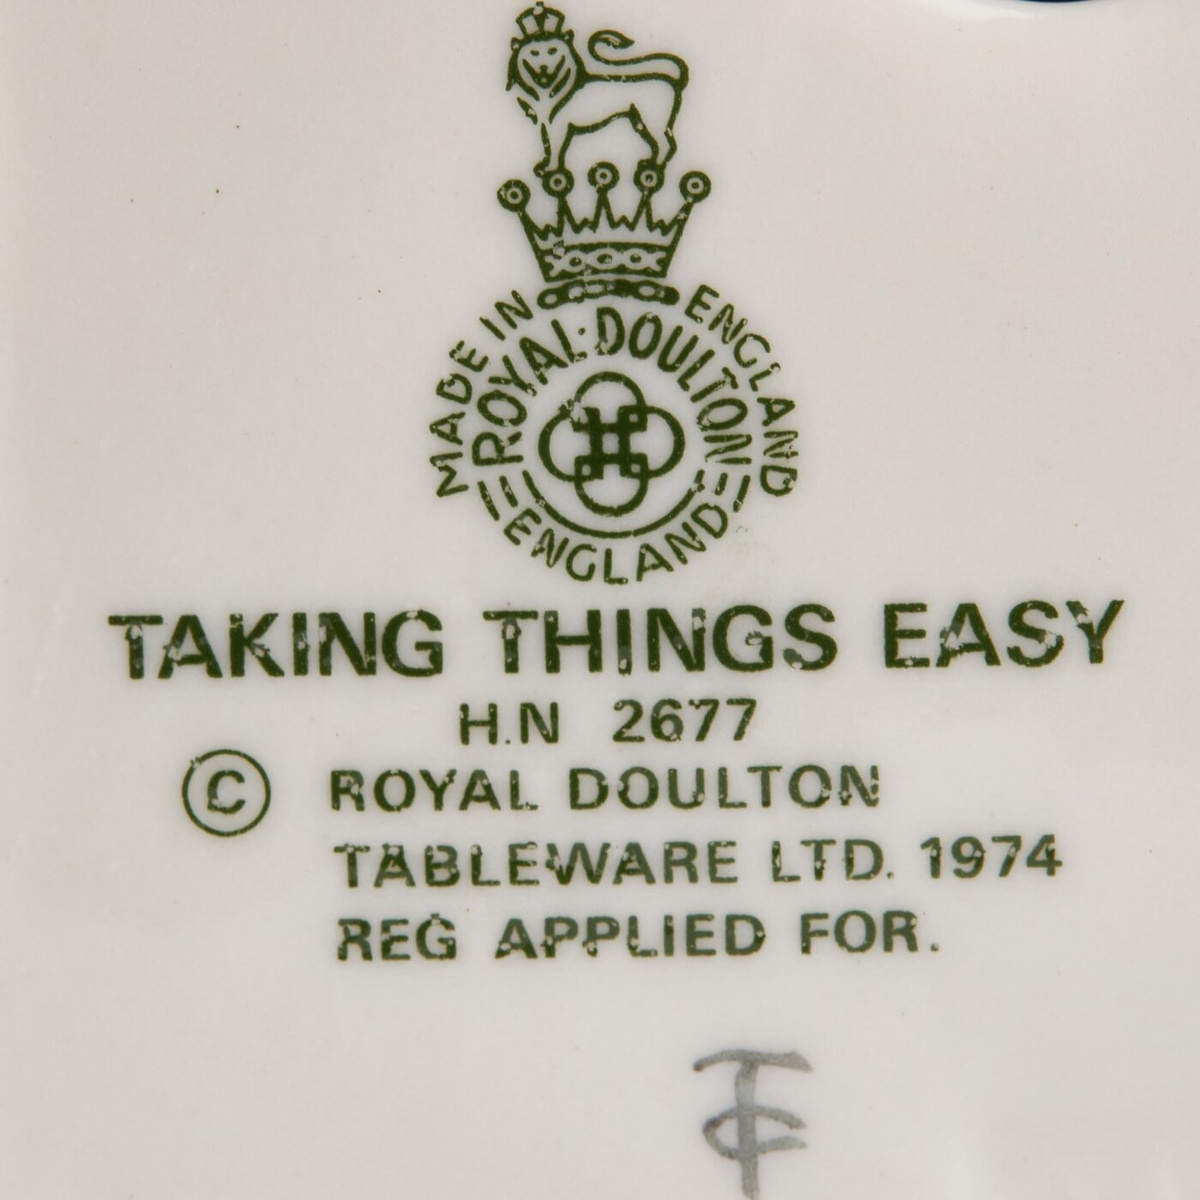 MADE IN ENGLAND
ROYAL·DOULTON
ENGLAND
TAKING THINGS EASY
H.N 2677
© ROYAL DOULTON
TABLEWARE LTD. 1974
REG APPLIED FOR.